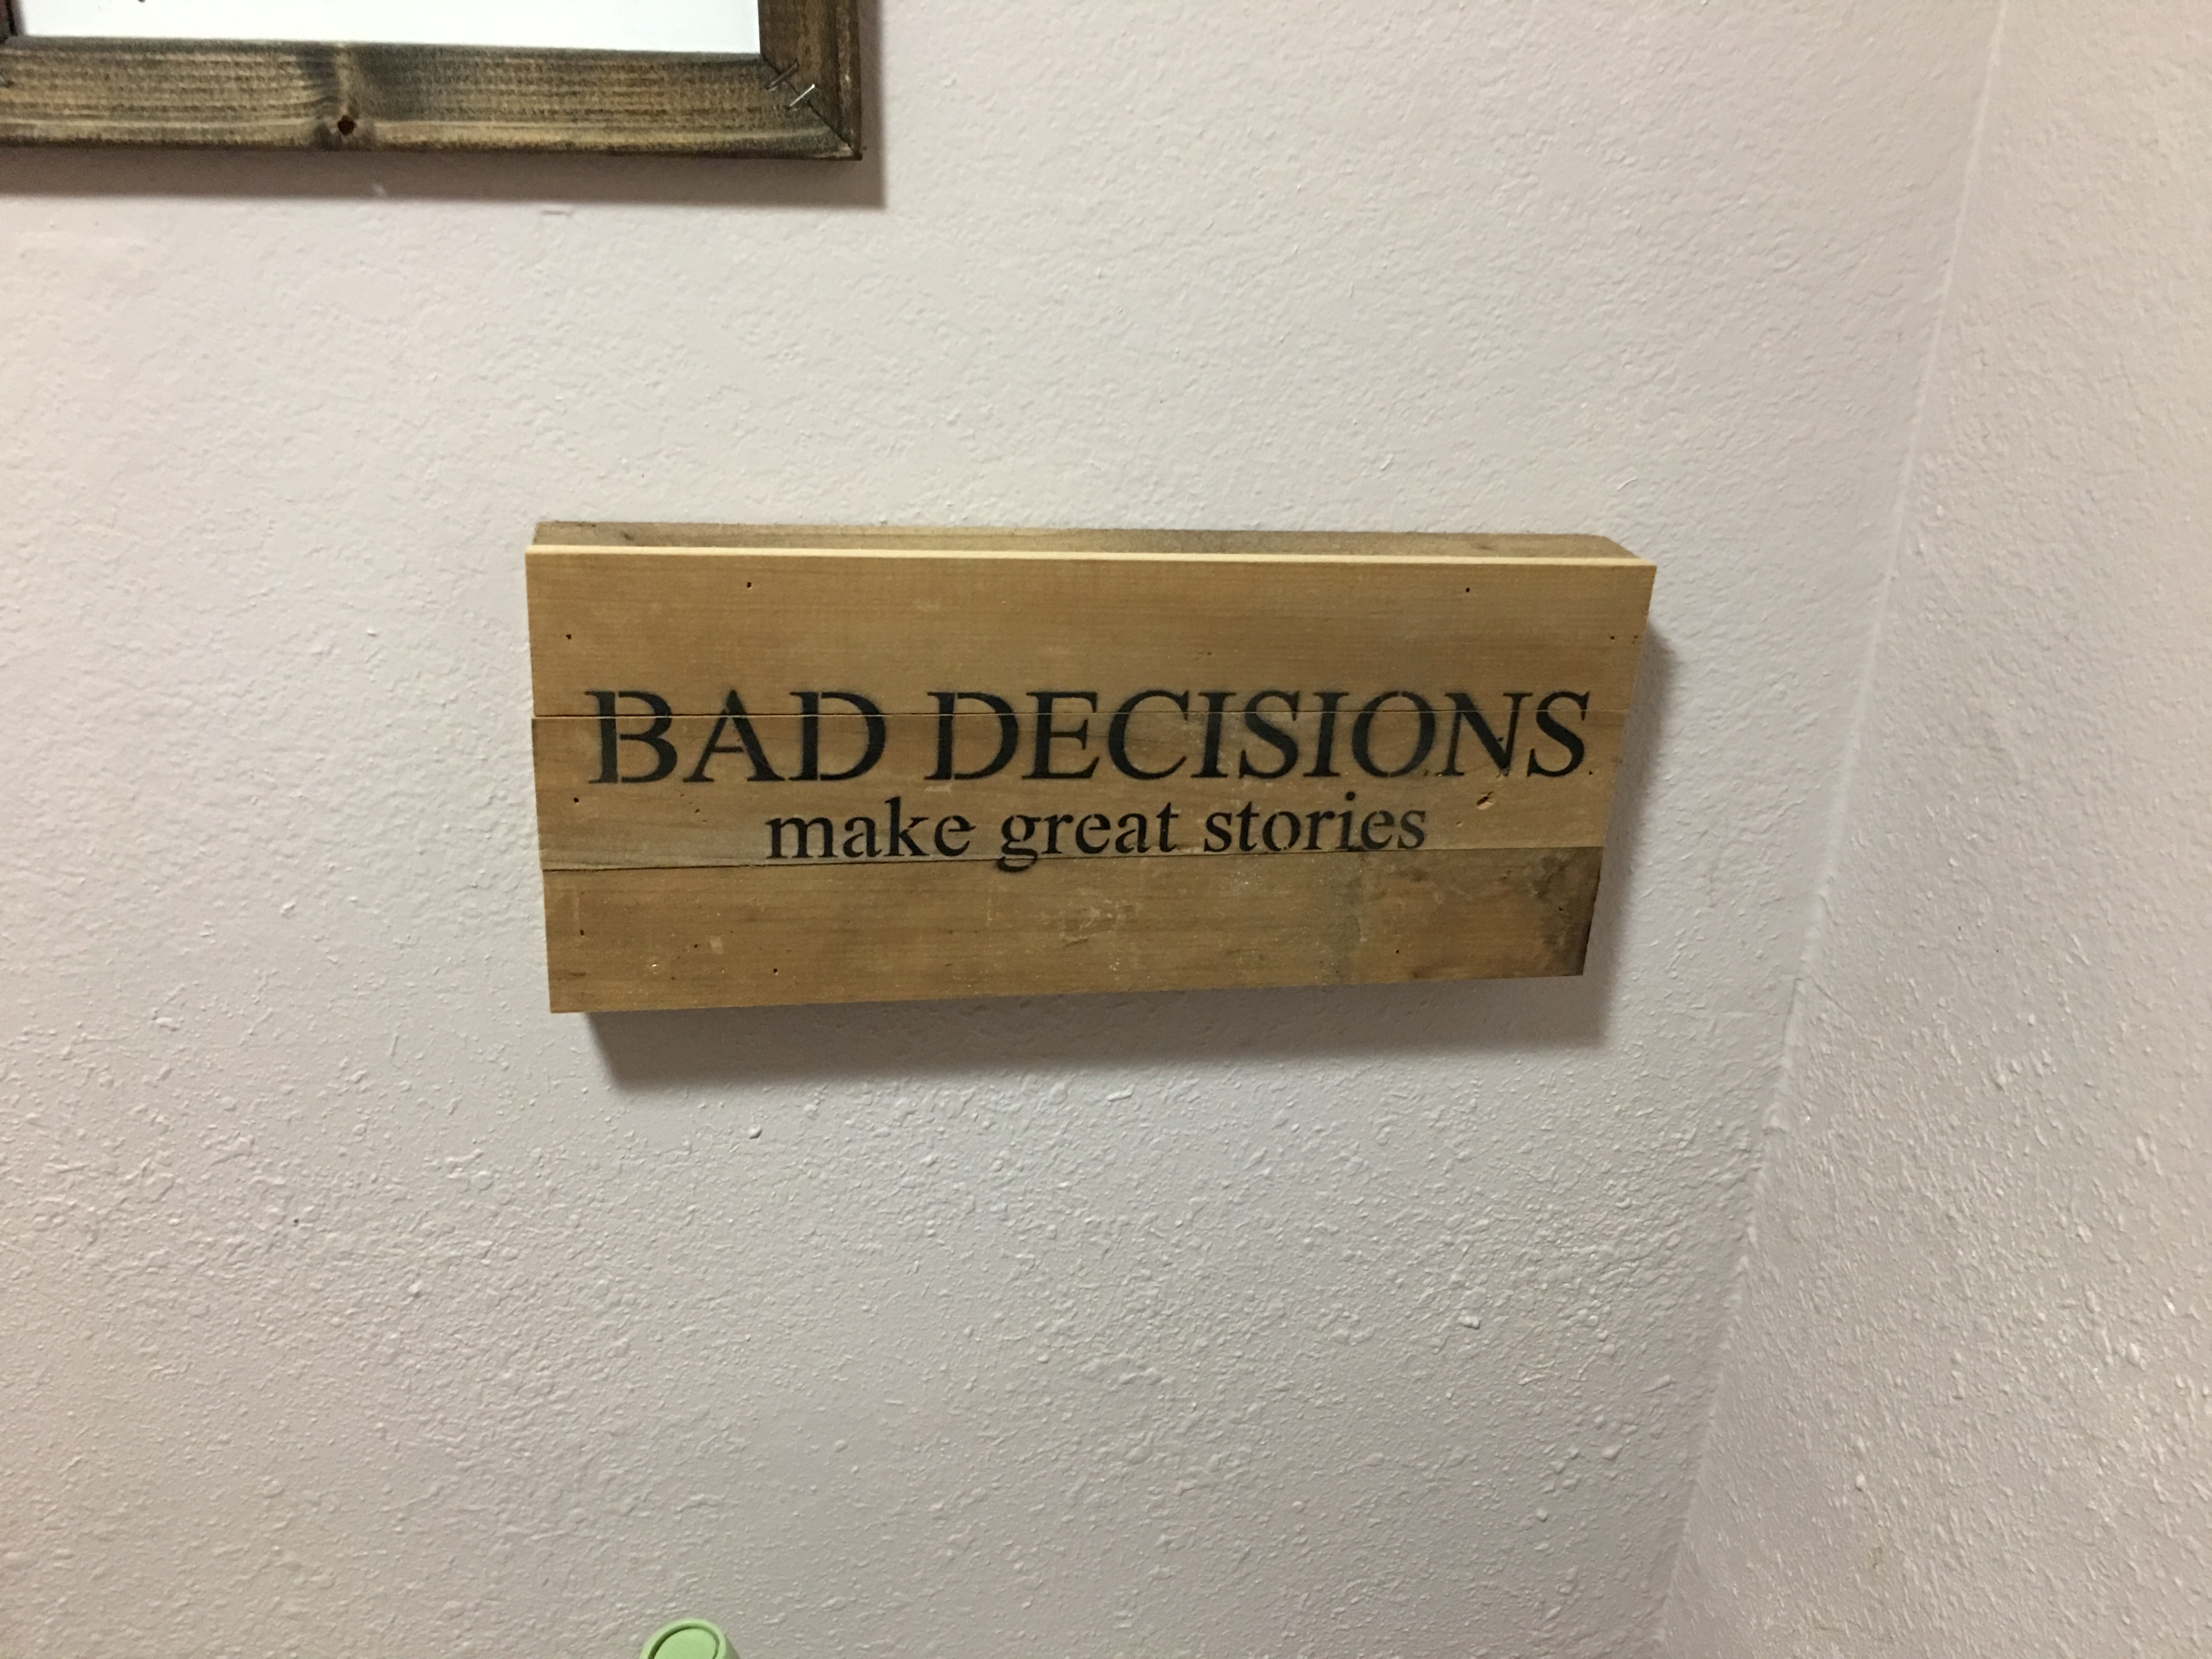 BAD DECISIONS
make great stories